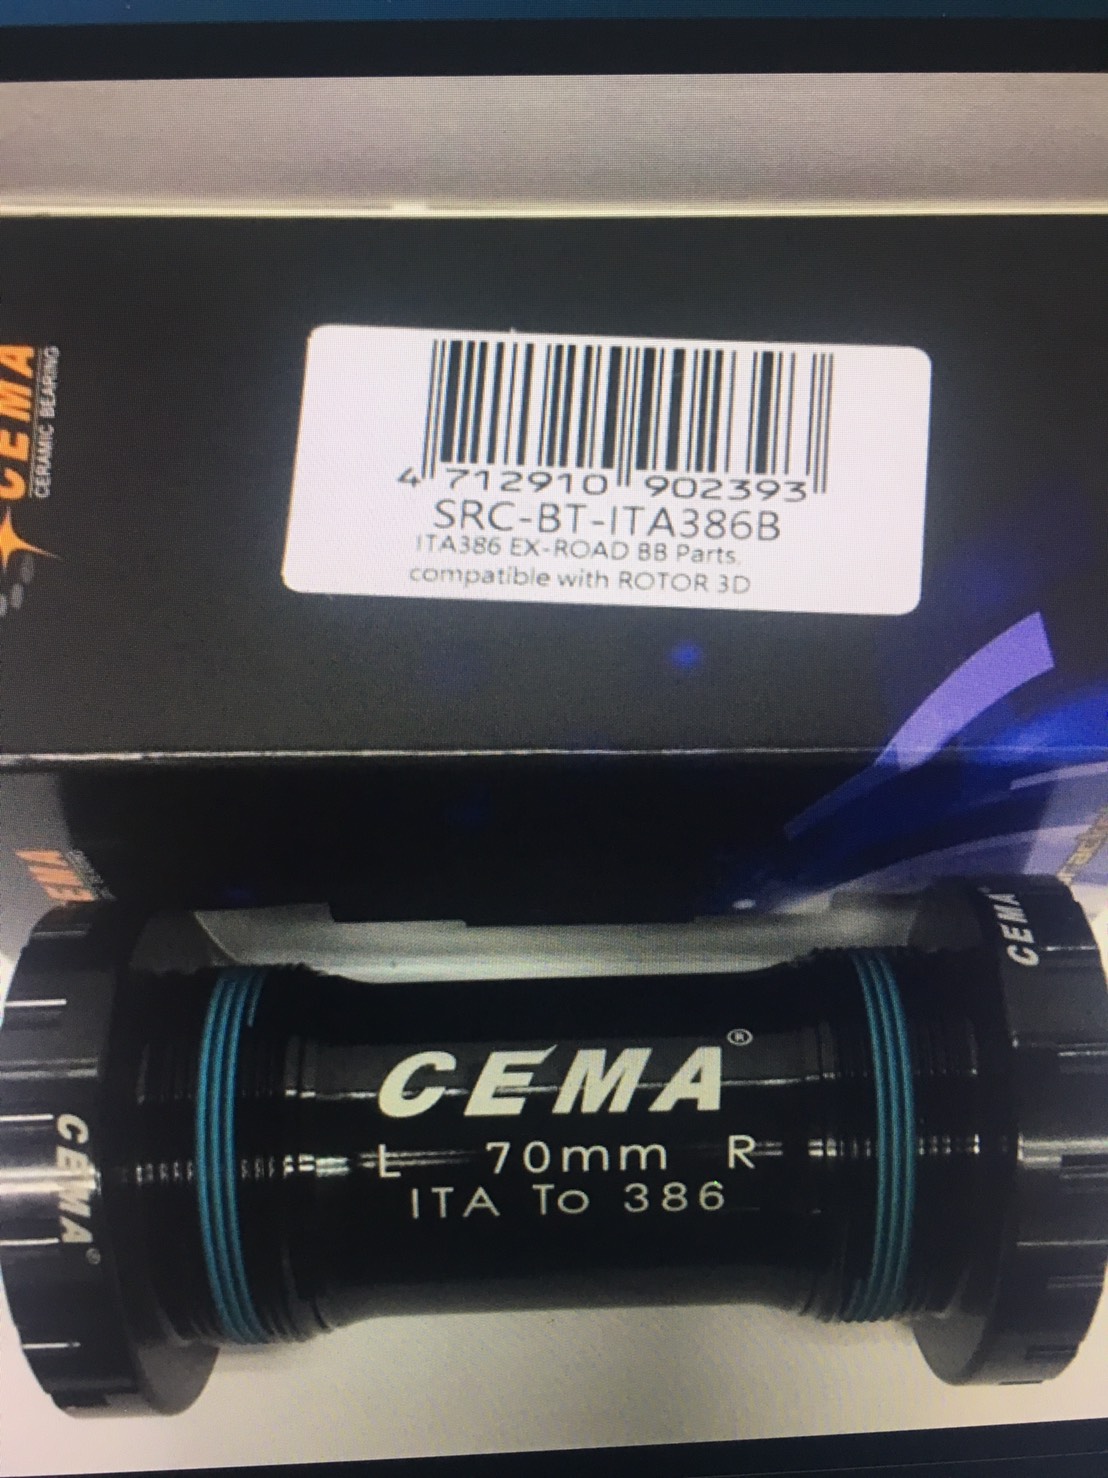 CEMA
CERAMIC BEARING
4 712910 902393
SRC-BT-ITA386B
ITA386 EX-ROAD BB Parts.
compatible with ROTOR 3D
EMA
CEMA
CEMA®
L 70mm R
ITA To 386
CEMA®